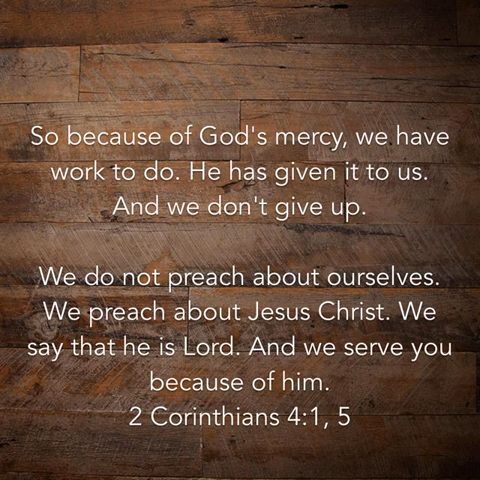 So because of God's mercy, we have
work to do. He has given it to us.
And we don't give up.
We do not preach about ourselves.
We preach about Jesus Christ. We
say that he is Lord. And we serve you
because of him.
2 Corinthians 4:1, 5